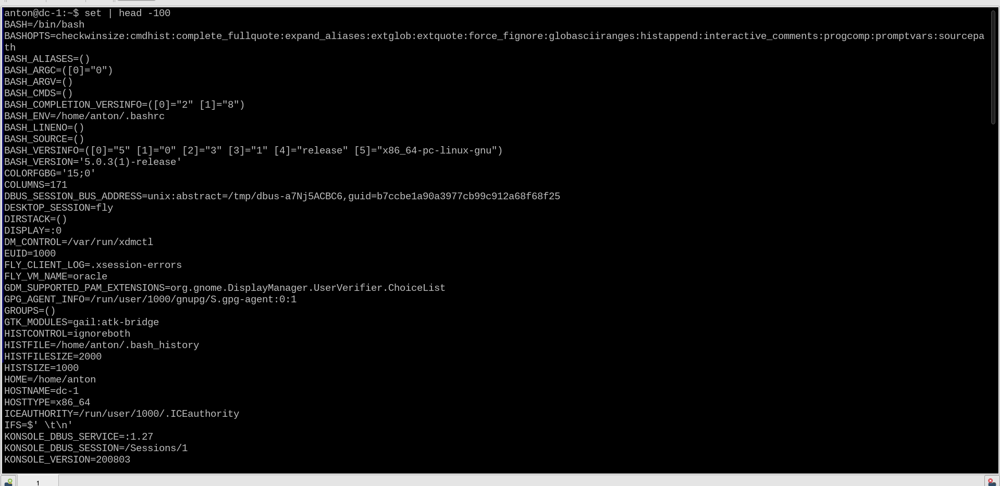 anton@dc-1:~$ set | head -100
BASH=/bin/bash
BASHOPTS=checkwinsize:cmdhist:complete_fullquote:expand_aliases:extglob:extquote:force_fignore:globasciiranges:histappend:interactive_comments:progcomp:promptvars:sourcepa
th
BASH_ALIASES=()
BASH_ARGC=([0]="0")
BASH_ARGV=()
BASH_CMDS=()
BASH_COMPLETION_VERSINFO=([0]="2" [1]="8")
BASH_ENV=/home/anton/.bashrc
BASH_LINENO=()
BASH_SOURCE=()
BASH_VERSINFO=([0]="5" [1]="0" [2]="3" [3]="1" [4]="release" [5]="x86_64-pc-linux-gnu")
BASH_VERSION='5.0.3(1)-release'
COLORFGBG='15;0'
COLUMNS=171
DBUS_SESSION_BUS_ADDRESS=unix:abstract=/tmp/dbus-a7Nj5ACBC6,guid=b7ccbe1a90a3977cb99c912a68f68f25
DESKTOP_SESSION=fly
DIRSTACK=()
DISPLAY=:0
DM_CONTROL=/var/run/xdmctl
EUID=1000
FLY_CLIENT_LOG=.xsession-errors
FLY_VM_NAME=oracle
GDM_SUPPORTED_PAM_EXTENSIONS=org.gnome.DisplayManager.UserVerifier.ChoiceList
GPG_AGENT_INFO=/run/user/1000/gnupg/S.gpg-agent:0:1
GROUPS=()
GTK_MODULES=gail:atk-bridge
HISTCONTROL=ignoreboth
HISTFILE=/home/anton/.bash_history
HISTFILESIZE=2000
HISTSIZE=1000
HOME=/home/anton
HOSTNAME=dc-1
HOSTTYPE=x86_64
ICEAUTHORITY=/run/user/1000/.ICEauthority
IFS=$' \t\n'
KONSOLE_DBUS_SERVICE=:1.27
KONSOLE_DBUS_SESSION=/Sessions/1
KONSOLE_VERSION=200803
1